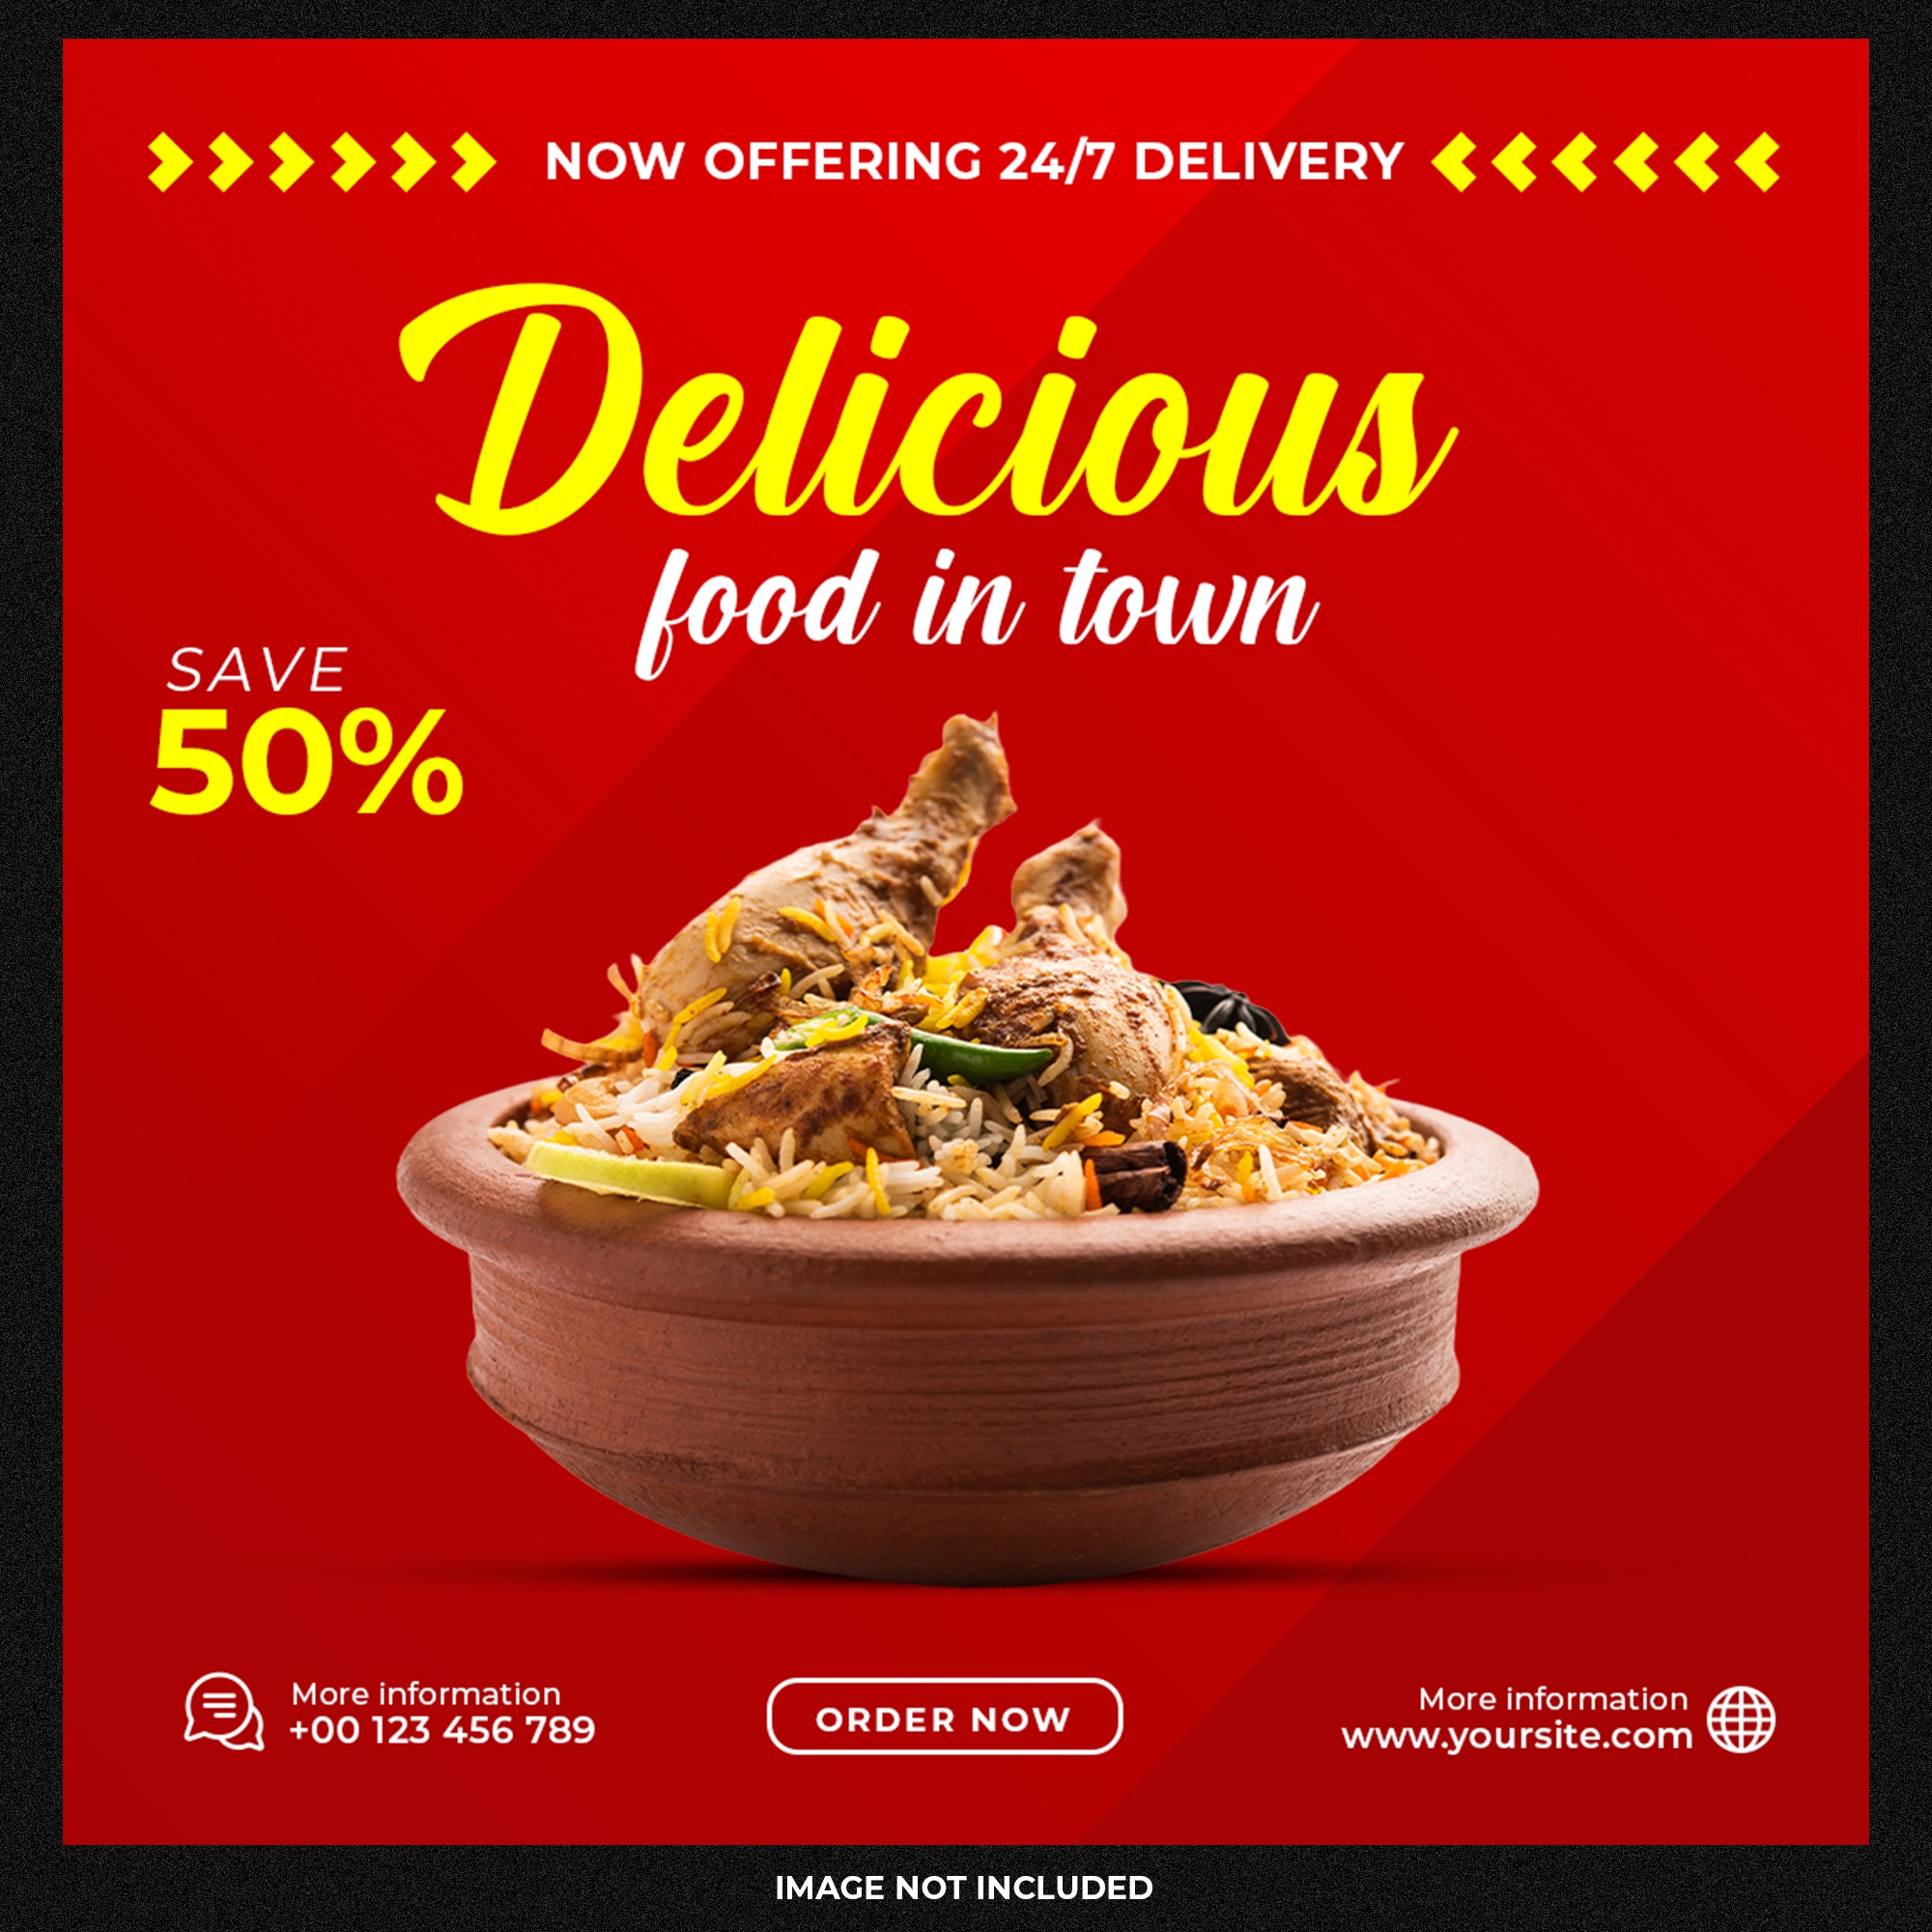 NOW OFFERING 24/7 DELIVERY
Delicious
food in town
SAVE
50%
More information
+00 123 456 789
ORDER NOW
More information
www.yoursite.com
IMAGE NOT INCLUDED